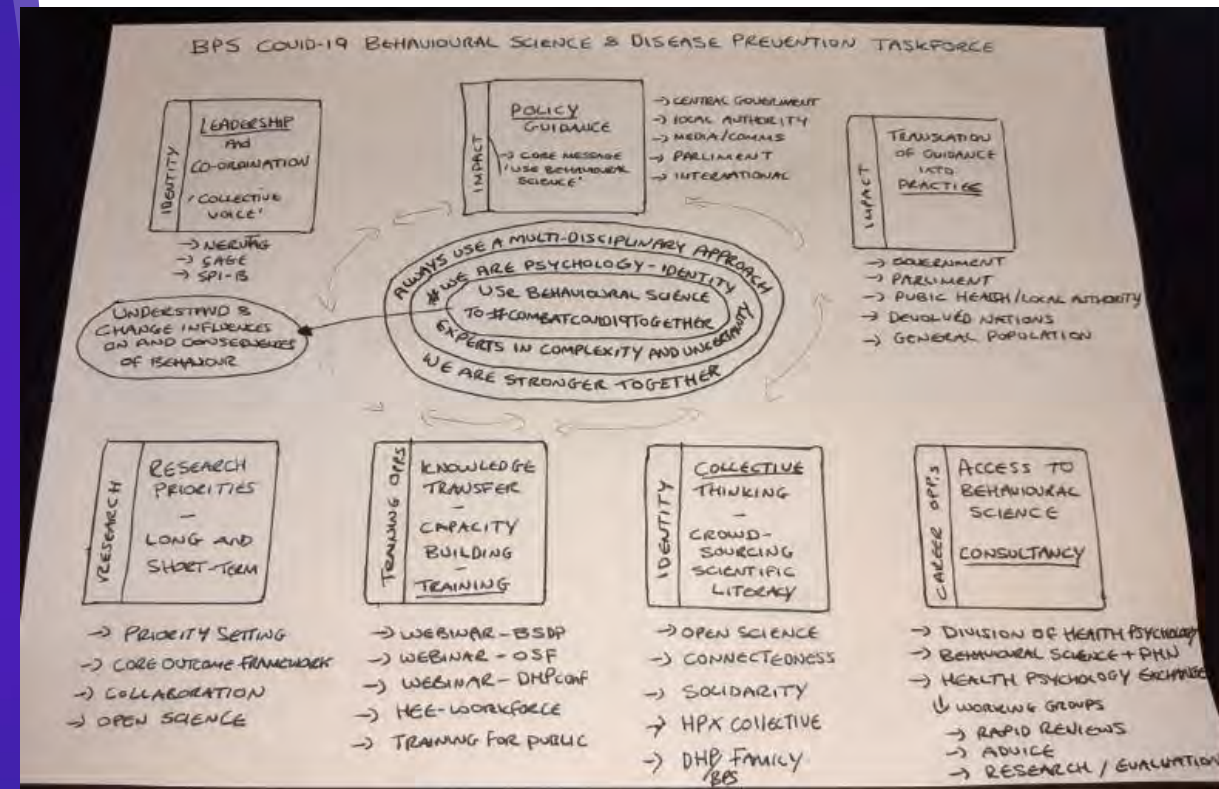 BPS COVID-19 BEHAVIOURAL SCIENCE & DISEASE PREVENTION TASKFORCE
IDENTITY
LEADERSHIP
AND
CO-ORDINATION
'COLLECTIVE
VOICE'
→ NERVTAG
→ SAGE
→ SPI-B
IMPACT
POLICY
GUIDANCE
→ CORE MESSAGE
'USE BEHAVIOURAL
SCIENCE'
→ CENTRAL GOVERNMENT
→ LOCAL AUTHORITY
→ MEDIA/COMMS
→ PARLIMENT
→ INTERNATIONAL
IMPACT
TRANSLATION
OF GUIDANCE
INTO
PRACTICE
→ GOVERNMENT
→ PARLIMENT
→ PUBIC HEALTH/LOCAL AUTHORITY
→ DEVOLVED NATIONS
→ GENERAL POPULATION
ALWAYS USE A MULTI-DISCIPLINARY APPROACH
#WE ARE PSYCHOLOGY-IDENTITY
USE BEHAVIOURAL SCIENCE
TO #COMBATCOVID19TOGETHER
EXPERTS IN COMPLEXITY AND UNCERTAINTY
WE ARE STRONGER TOGETHER
UNDERSTAND &
CHANGE INFLUENCES
ON AND CONSEQUENCES
OF BEHAVIOUR
RESEARCH
RESEARCH
PRIORITIES
–
LONG AND
SHORT-TERM
→ PRIORITY SETTING
→ CORE OUTCOME FRAMEWORK
→ COLLABORATION
→ OPEN SCIENCE
TRAINING OPPS
KNOWLEDGE
TRANSFER
–
CAPACITY
BUILDING
–
TRAINING
→ WEBINAR-BSDP
→ WEBINAR - OSF
→ WEBINAR - DHPCONF
→ HEE-WORKFORCE
→ TRAINING FOR PUBLIC
IDENTITY
COLLECTIVE
THINKING
–
CROWD-
SOURCING
SCIENTIFIC
LITERACY
→ OPEN SCIENCE
→ CONNECTEDNESS
→ SOLIDARITY
→ HPX COLLECTIVE
→ DHP FAMILY
/BPS
CAREER OPP.S
ACCESS TO
BEHAVIOURAL
SCIENCE
CONSULTANCY
→ DIVISION OF HEALTH PSYCHOLOGY
→ BEHAVIOURAL SCIENCE + PHN
→ HEALTH PSYCHOLOGY EXCHANGE
↳ WORKING GROUPS
→ RAPID REVIEWS
→ ADVICE
→ RESEARCH / EVALUATION